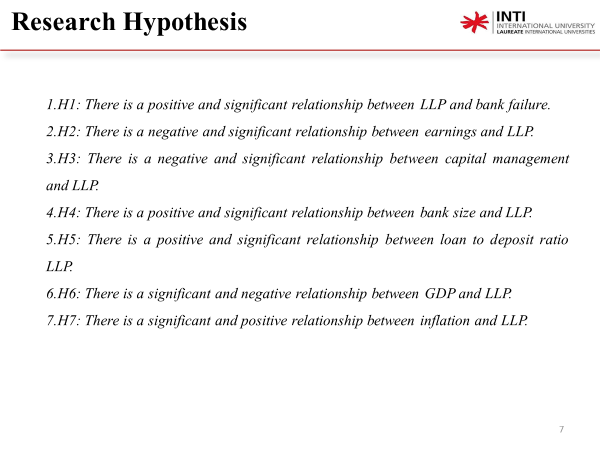 Research Hypothesis
INTI
INTERNATIONAL UNIVERSITY
LAUREATE INTERNATIONAL UNIVERSITIES
1.H1: There is a positive and significant relationship between LLP and bank failure.
2.H2: There is a negative and significant relationship between earnings and LLP.
3.H3: There is a negative and significant relationship between capital management
and LLP.
4.H4: There is a positive and significant relationship between bank size and LLP.
5.H5: There is a positive and significant relationship between loan to deposit ratio
LLP.
6.H6: There is a significant and negative relationship between GDP and LLP.
7.H7: There is a significant and positive relationship between inflation and LLP.
7